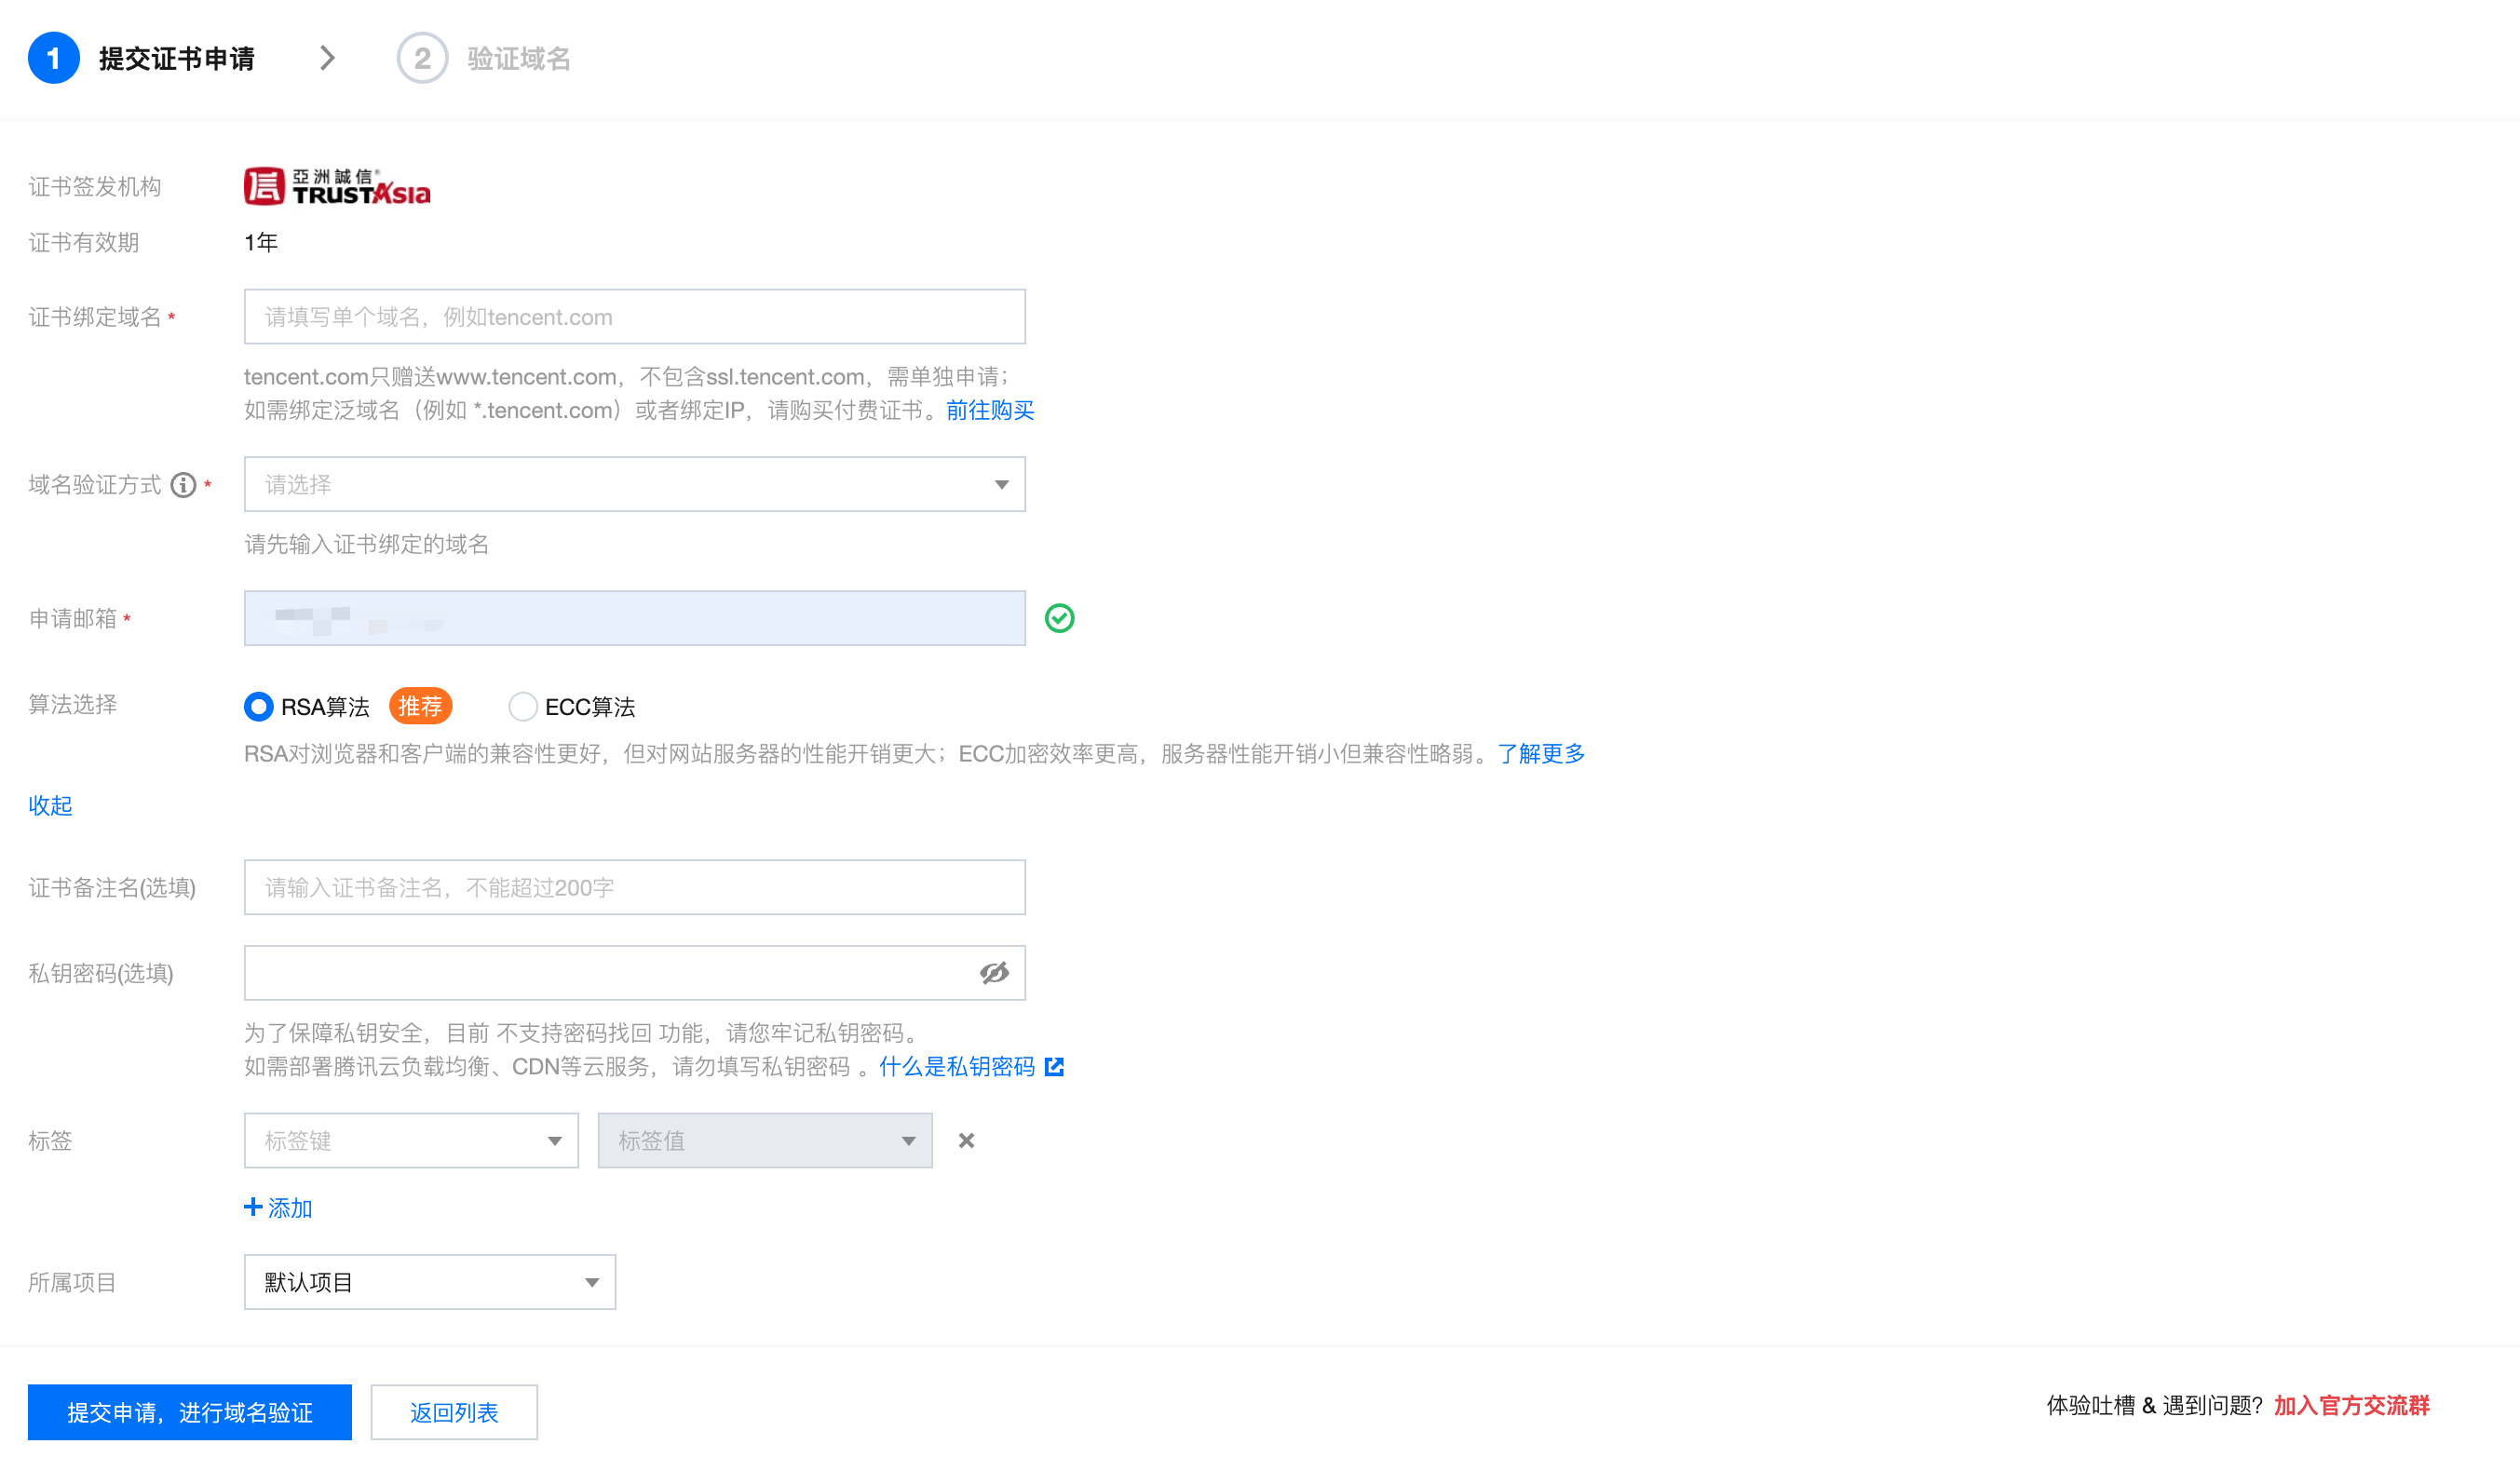 1 提交证书申请 2 验证域名
证书签发机构 亞洲誠信® TRUSTAsia
证书有效期 1年
证书绑定域名 * 请填写单个域名，例如tencent.com
tencent.com只赠送www.tencent.com，不包含ssl.tencent.com，需单独申请；
如需绑定泛域名（例如 *.tencent.com）或者绑定IP，请购买付费证书。前往购买
域名验证方式 * 请选择
请先输入证书绑定的域名
申请邮箱 *
算法选择 RSA算法 推荐 ECC算法
RSA对浏览器和客户端的兼容性更好，但对网站服务器的性能开销更大；ECC加密效率更高，服务器性能开销小但兼容性略弱。了解更多
收起
证书备注名(选填) 请输入证书备注名，不能超过200字
私钥密码(选填)
为了保障私钥安全，目前 不支持密码找回 功能，请您牢记私钥密码。
如需部署腾讯云负载均衡、CDN等云服务，请勿填写私钥密码 。什么是私钥密码
标签 标签键 标签值
添加
所属项目 默认项目
提交申请，进行域名验证 返回列表 体验吐槽 & 遇到问题？加入官方交流群